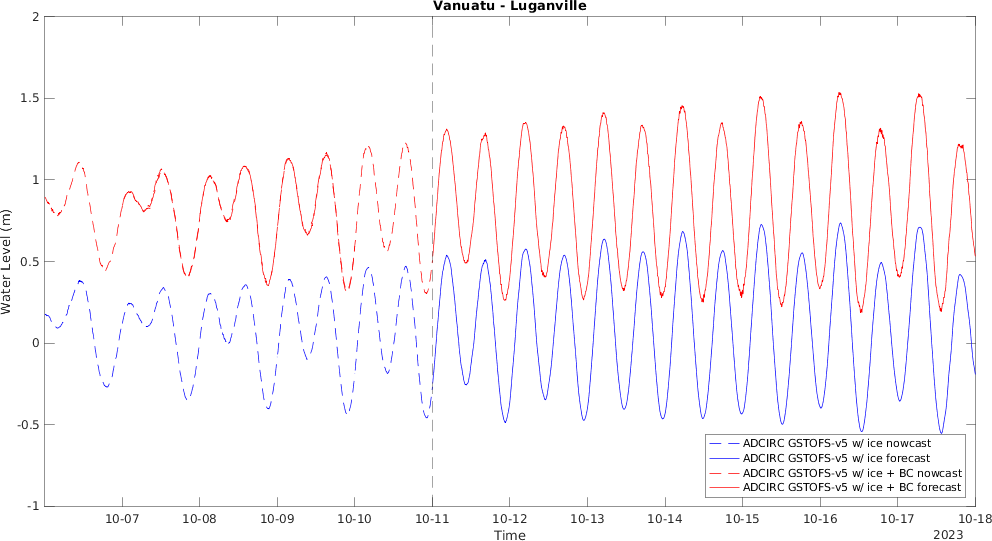 Vanuatu - Luganville
Water Level (m)
2
1.5
1
0.5
0
-0.5
-1
10-07 10-08 10-09 10-10 10-11 10-12 10-13 10-14 10-15 10-16 10-17 10-18
Time
2023
ADCIRC GSTOFS-v5 w/ ice nowcast
ADCIRC GSTOFS-v5 w/ ice forecast
ADCIRC GSTOFS-v5 w/ ice + BC nowcast
ADCIRC GSTOFS-v5 w/ ice + BC forecast